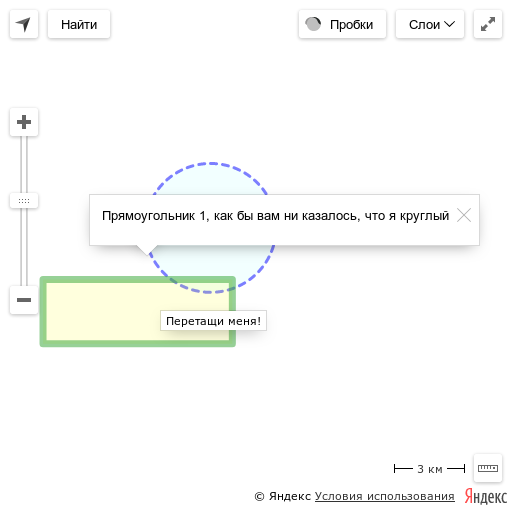 Найти
Пробки
Слои
Прямоугольник 1, как бы вам ни казалось, что я круглый
Перетащи меня!
3 км
© Яндекс Условия использования Яндекс